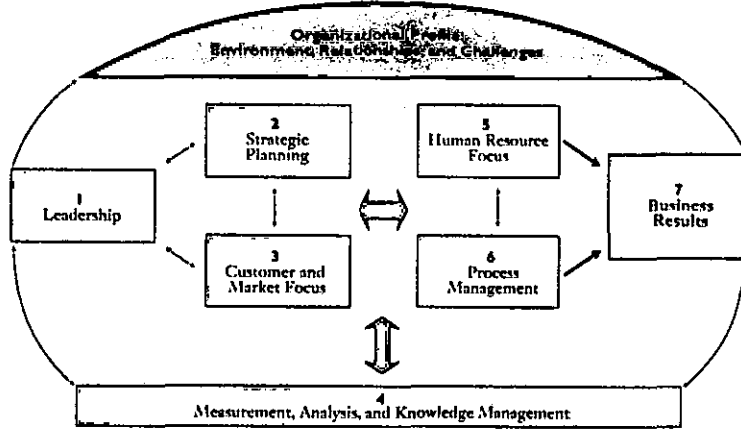 Organizational Profile:
Environment, Relationships, and Challenges
2
Strategic
Planning
5
Human Resource
Focus
1
Leadership
7
Business
Results
3
Customer and
Market Focus
6
Process
Management
4
Measurement, Analysis, and Knowledge Management